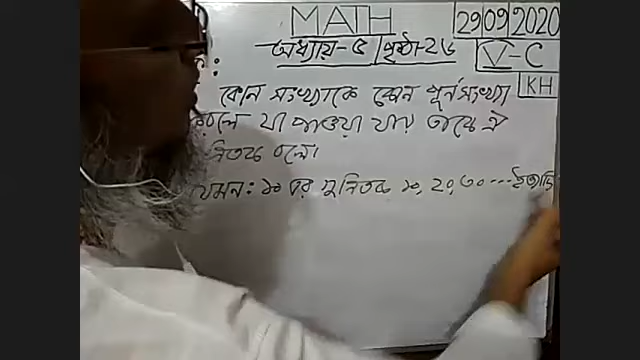 MATH
29 09 2020
অধ্যায়-৫ পৃষ্ঠা-২৬
V-C
KH
:
কোন সংখ্যাকে কোন পূর্নসংখ্যা
করলে যা পাওয়া যায় তাকে ঐ
গুনিতক বলে।
যেমন: ১০ এর গুনিতক ১০, ২০, ৩০ --- ইত্যাদি